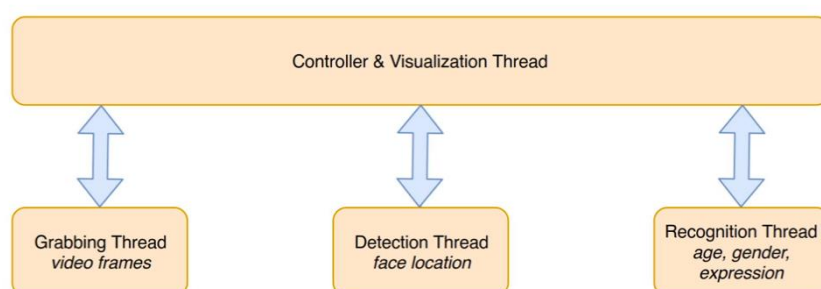 Controller & Visualization Thread
Grabbing Thread
video frames
Detection Thread
face location
Recognition Thread
age, gender,
expression